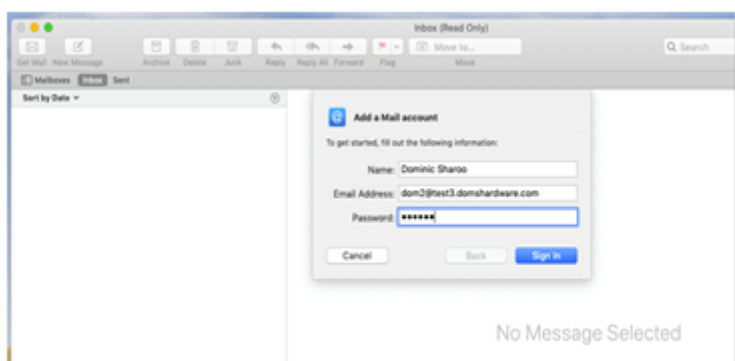 Inbox (Read Only)
Get Mail New Message Archive Delete Junk Reply Reply All Forward Flag Move to... Move Search
Mailboxes Inbox Sent
Sort by Date
Add a Mail account
To get started, fill out the following information:
Name: Dominic Sharoo
Email Address: dom2@test3.domshardware.com
Password: ••••••
Cancel Back Sign In
No Message Selected